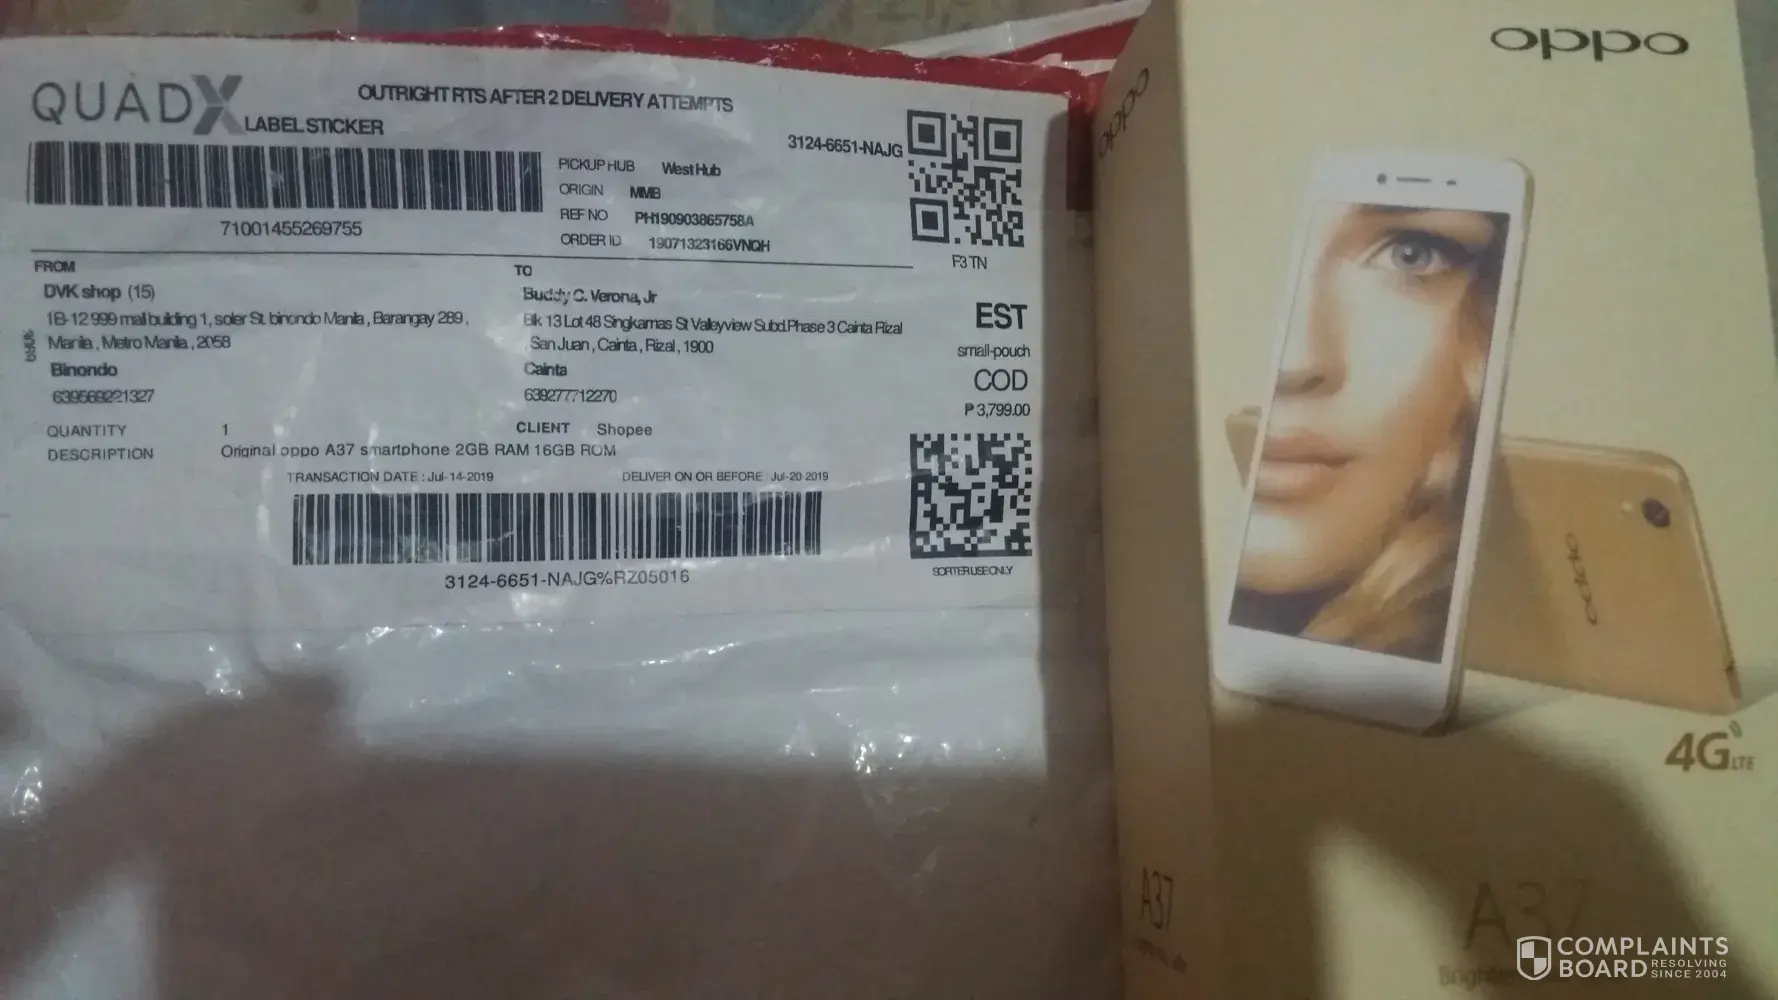 QUADX
OUTRIGHT RTS AFTER 2 DELIVERY ATTEMPTS
LABEL STICKER
3124-6651-NAJG
71001455269755
PICKUP HUB West Hub
ORIGIN MMB
REF NO PH190903865758A
ORDER ID 19071323166VNQH
F3 TN
FROM
DVK shop (15)
1B-12 999 mall building 1, soler St. binondo Manila, Barangay 289,
Manila, Metro Manila, 2058
Binondo
639569221327
TO
Buddy C. Verona, Jr
Blk 13 Lot 48 Singkamas St Valleyview Subd.Phase 3 Cainta Rizal
, San Juan, Cainta, Rizal, 1900
Cainta
639277712270
EST
small-pouch
COD
₱ 3,799.00
QUANTITY 1
CLIENT Shopee
DESCRIPTION Original oppo A37 smartphone 2GB RAM 16GB ROM
TRANSACTION DATE : Jul-14-2019 DELIVER ON OR BEFORE : Jul-20-2019
3124-6651-NAJG%RZ05016
SORTER USE ONLY
oppo
oppo
oppo
4G LTE
A37
A37
COMPLAINTS
BOARD RESOLVING
SINCE 2004